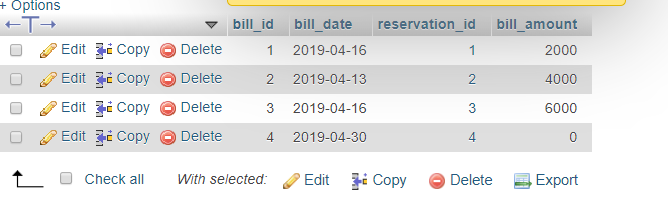 + Options
←T→ bill_id bill_date reservation_id bill_amount
Edit Copy Delete 1 2019-04-16 1 2000
Edit Copy Delete 2 2019-04-13 2 4000
Edit Copy Delete 3 2019-04-16 3 6000
Edit Copy Delete 4 2019-04-30 4 0
Check all With selected: Edit Copy Delete Export